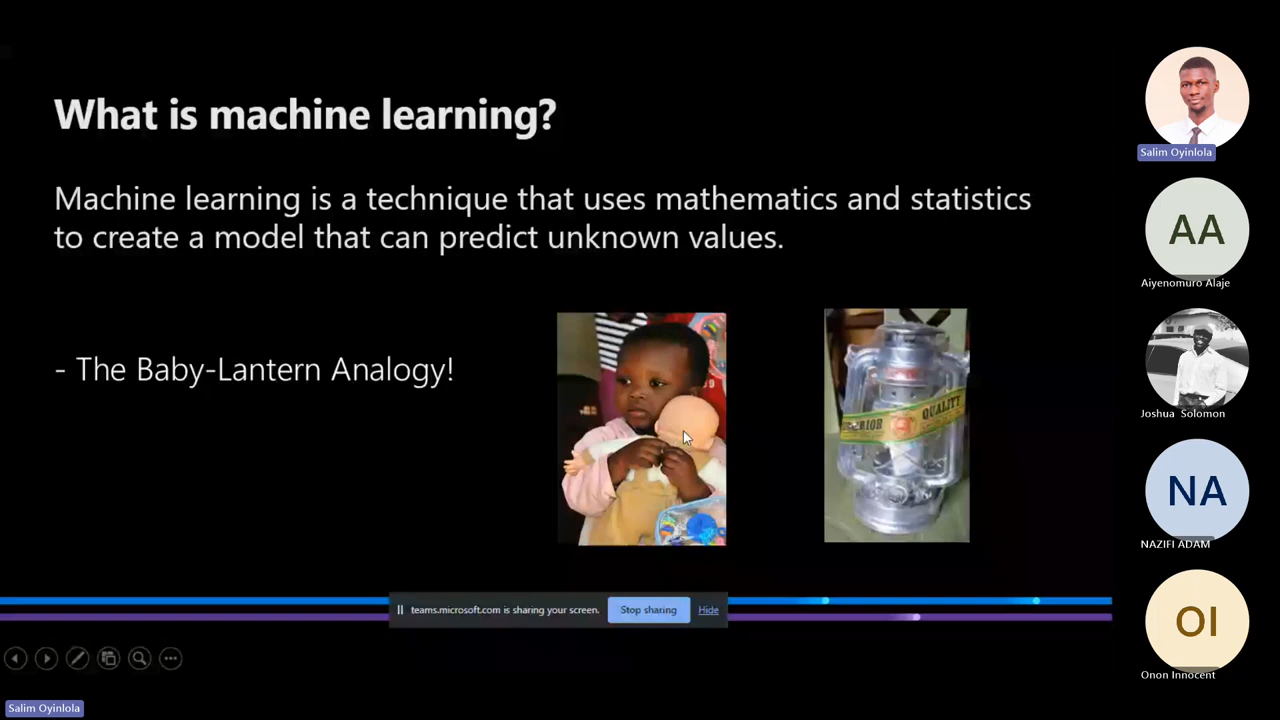 What is machine learning?
Machine learning is a technique that uses mathematics and statistics
to create a model that can predict unknown values.
- The Baby-Lantern Analogy!
QUALITY
teams.microsoft.com is sharing your screen.
Stop sharing
Hide
Salim Oyinlola
Salim Oyinlola
AA
Aiyenomuro Alaje
Joshua Solomon
NA
NAZIFI ADAM
OI
Onon Innocent